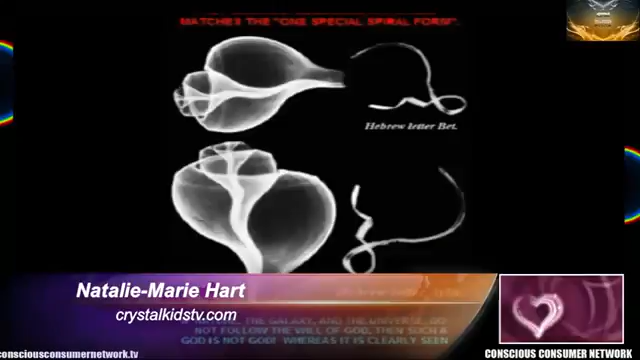 MATCHES THE "ONE SPECIAL SPIRAL FORM".
Hebrew letter Bet.
Natalie-Marie Hart
crystalkidstv.com
THE GALAXY, AND THE UNIVERSE, DO
NOT FOLLOW THE WILL OF GOD, THEN SUCH A
GOD IS NOT GOD! WHEREAS IT IS CLEARLY SEEN
onsciousconsumernetwork.tv
CONSCIOUS CONSUMER NETWORK